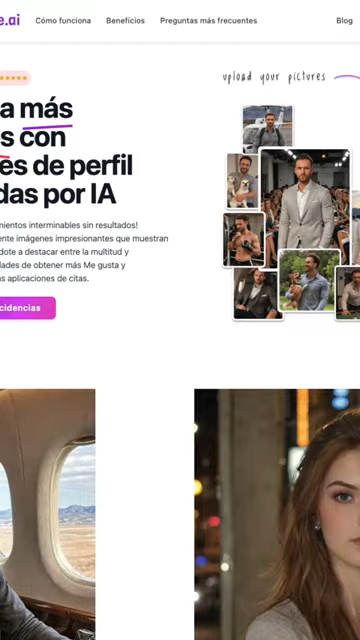 e.ai Cómo funciona Beneficios Preguntas más frecuentes Blog
upload your pictures
a más
s con
es de perfil
das por IA
mientos interminables sin resultados!
ente imágenes impresionantes que muestran
dote a destacar entre la multitud y
dades de obtener más Me gusta y
s aplicaciones de citas.
cidencias